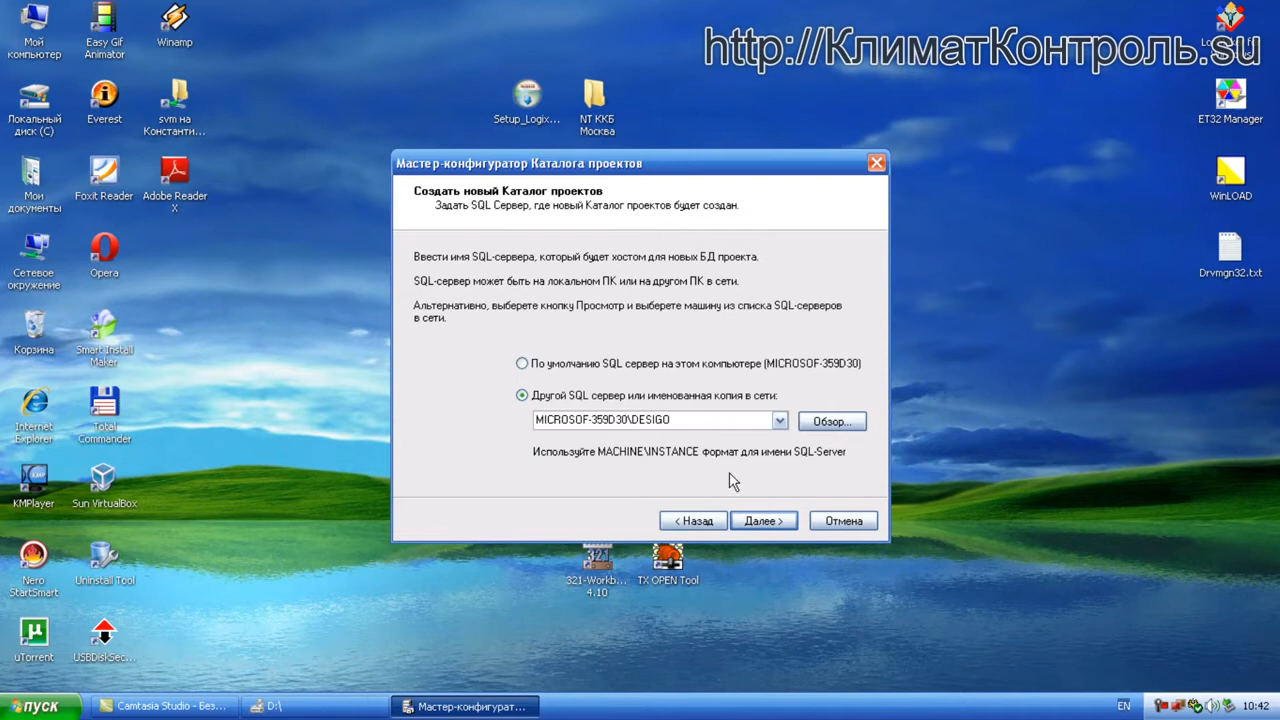 http://КлиматКонтроль.su
Мой
компьютер
Easy Gif
Animator
Winamp
Локальный
диск (C)
Everest
svm на
Константи...
Setup_Logix...
NT ККБ
Москва
ET32 Manager
Мои
документы
Foxit Reader
Adobe Reader
X
WinLOAD
Сетевое
окружение
Opera
Drvmgn32.txt
Корзина
Smart Install
Maker
Internet
Explorer
Total
Commander
KMPlayer
Sun VirtualBox
Nero
StartSmart
Uninstall Tool
321-Workb...
4.10
TX OPEN Tool
uTorrent
USBDiskSec...
Мастер-конфигуратор Каталога проектов
Создать новый Каталог проектов
Задать SQL Сервер, где новый Каталог проектов будет создан.
Ввести имя SQL-сервера, который будет хостом для новых БД проекта.
SQL-сервер может быть на локальном ПК или на другом ПК в сети.
Альтернативно, выберете кнопку Просмотр и выберете машину из списка SQL-серверов
в сети.
По умолчанию SQL сервер на этом компьютере (MICROSOF-359D30)
Другой SQL сервер или именованная копия в сети:
MICROSOF-359D30\DESIGO
Обзор...
Используйте MACHINE\INSTANCE формат для имени SQL-Server
< Назад
Далее >
Отмена
пуск
Camtasia Studio - Без...
D:\
Мастер-конфигурат...
EN
10:42